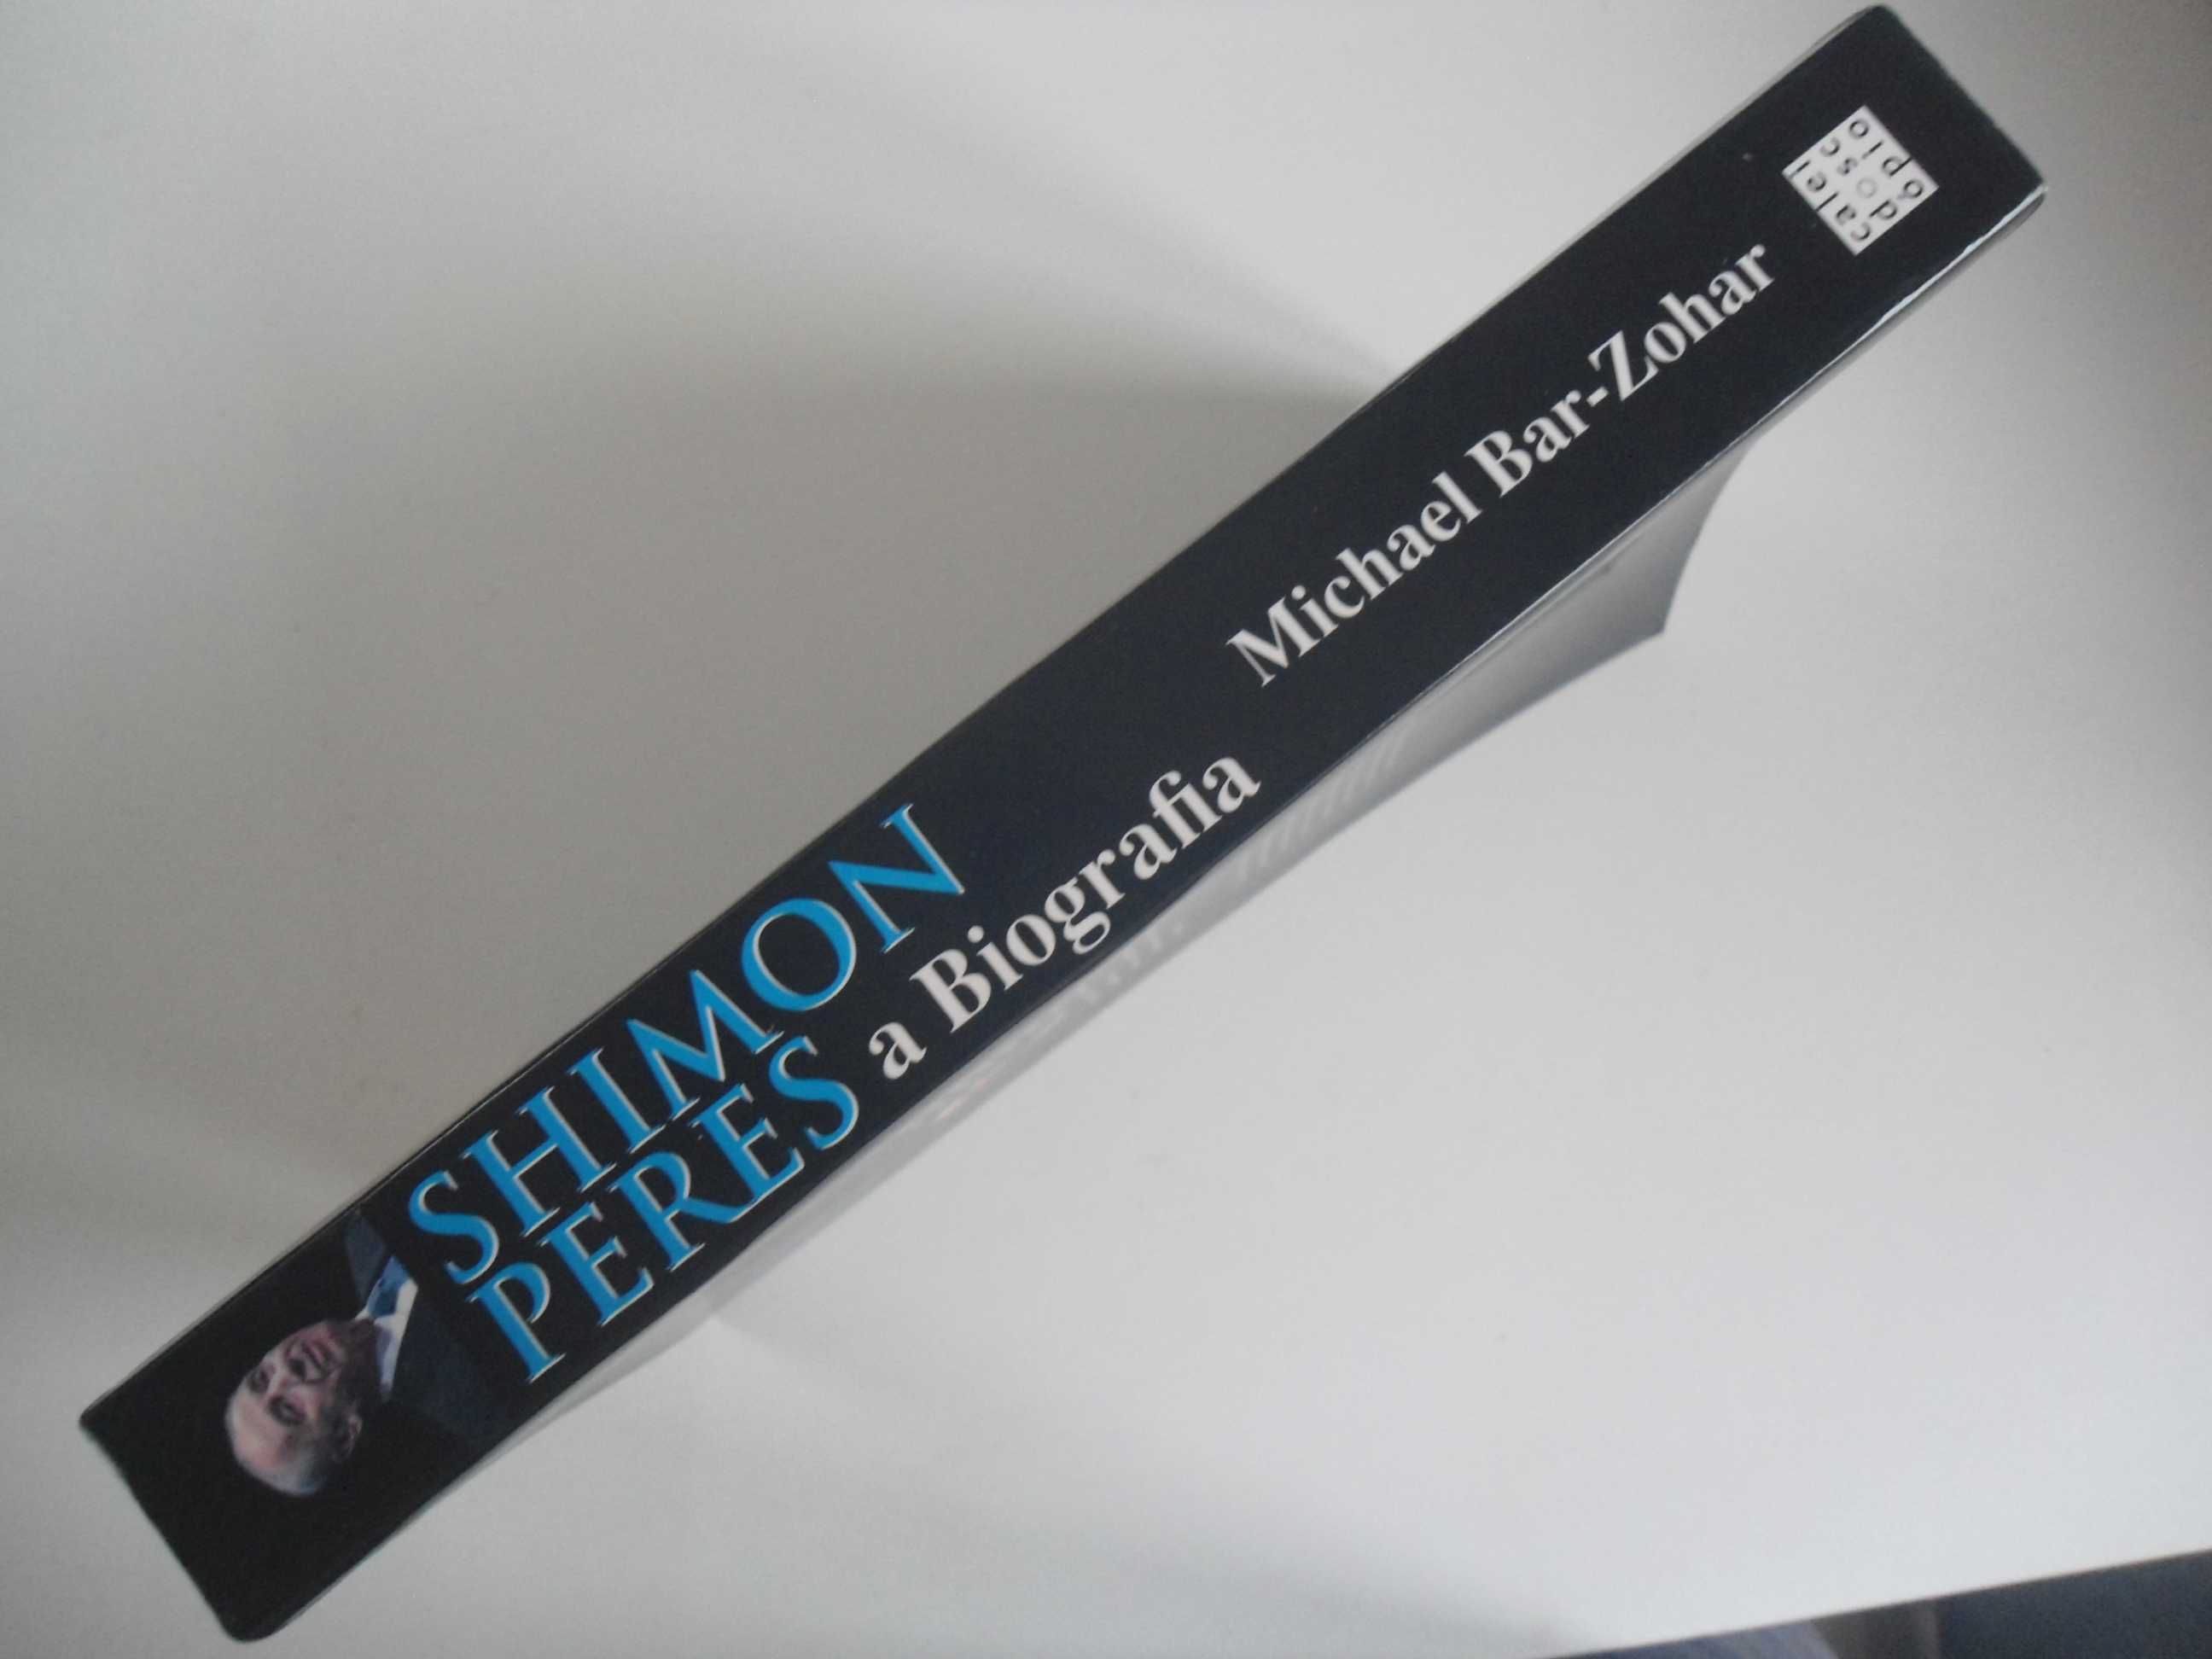 SHIMON
PERES
a Biografia
Michael Bar-Zohar